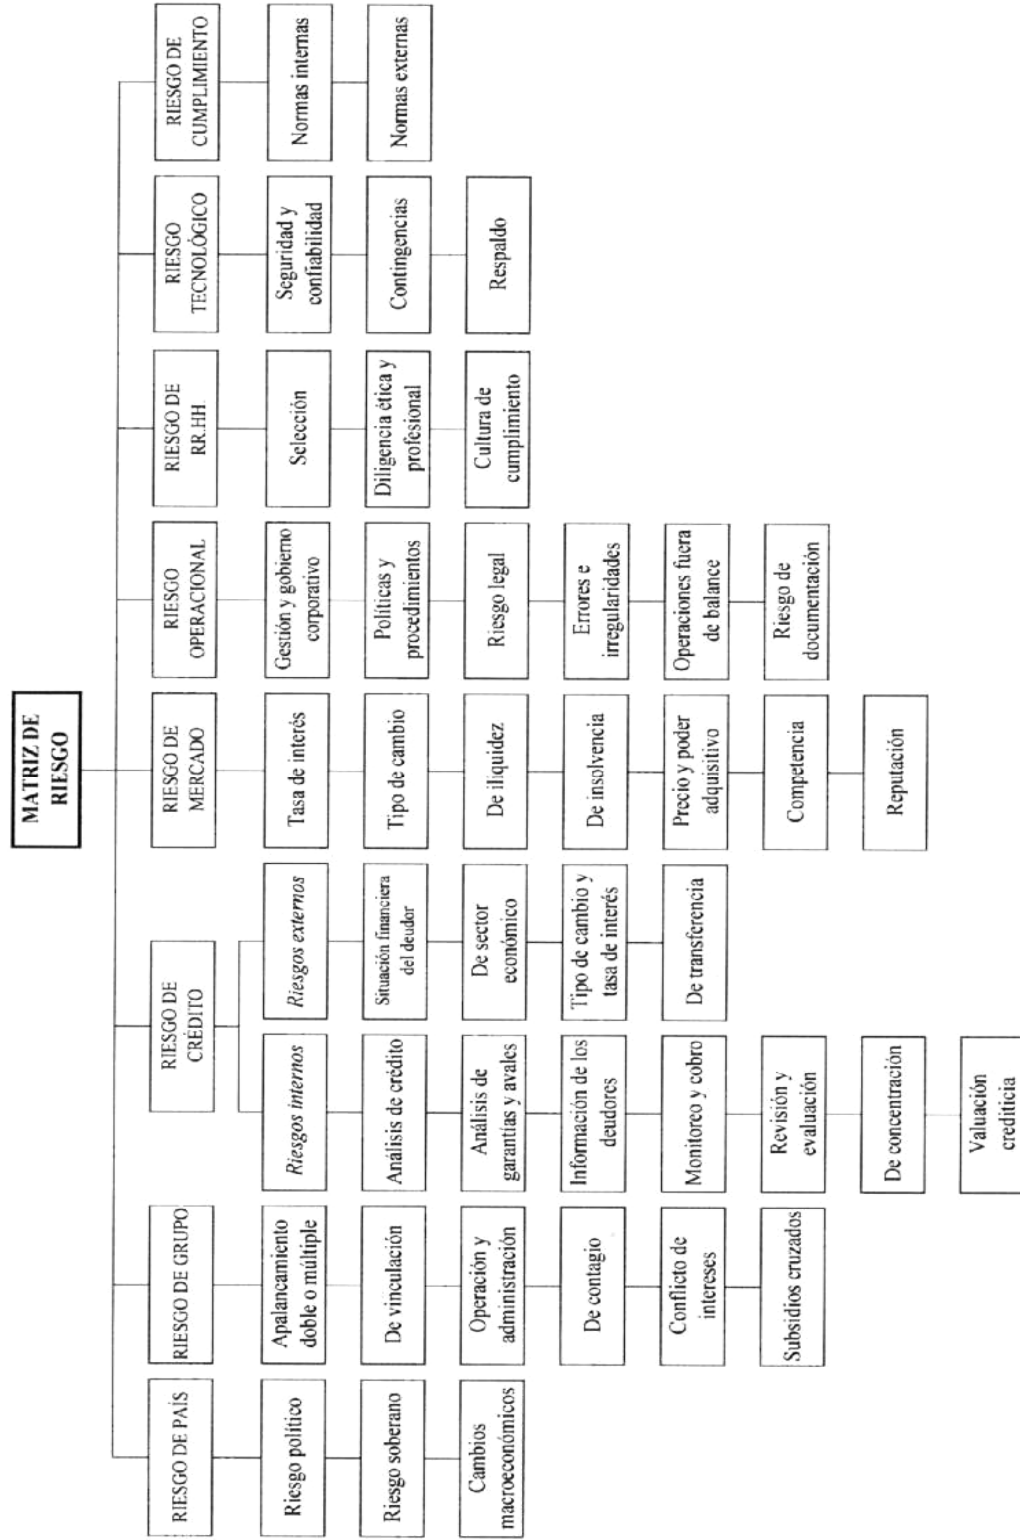 MATRIZ DE
RIESGO
RIESGO DE PAÍS
Riesgo político
Riesgo soberano
Cambios
macroeconómicos
RIESGO DE GRUPO
Apalancamiento
doble o múltiple
De vinculación
Operación y
administración
De contagio
Conflicto de
intereses
Subsidios cruzados
RIESGO DE
CRÉDITO
Riesgos internos
Análisis de crédito
Análisis de
garantías y avales
Información de los
deudores
Monitoreo y cobro
Revisión y
evaluación
De concentración
Valuación
crediticia
Riesgos externos
Situación financiera
del deudor
De sector
económico
Tipo de cambio y
tasa de interés
De transferencia
RIESGO DE
MERCADO
Tasa de interés
Tipo de cambio
De iliquidez
De insolvencia
Precio y poder
adquisitivo
Competencia
Reputación
RIESGO
OPERACIONAL
Gestión y gobierno
corporativo
Políticas y
procedimientos
Riesgo legal
Errores e
irregularidades
Operaciones fuera
de balance
Riesgo de
documentación
RIESGO DE
RR.HH.
Selección
Diligencia ética y
profesional
Cultura de
cumplimiento
RIESGO
TECNOLÓGICO
Seguridad y
confiabilidad
Contingencias
Respaldo
RIESGO DE
CUMPLIMIENTO
Normas internas
Normas externas